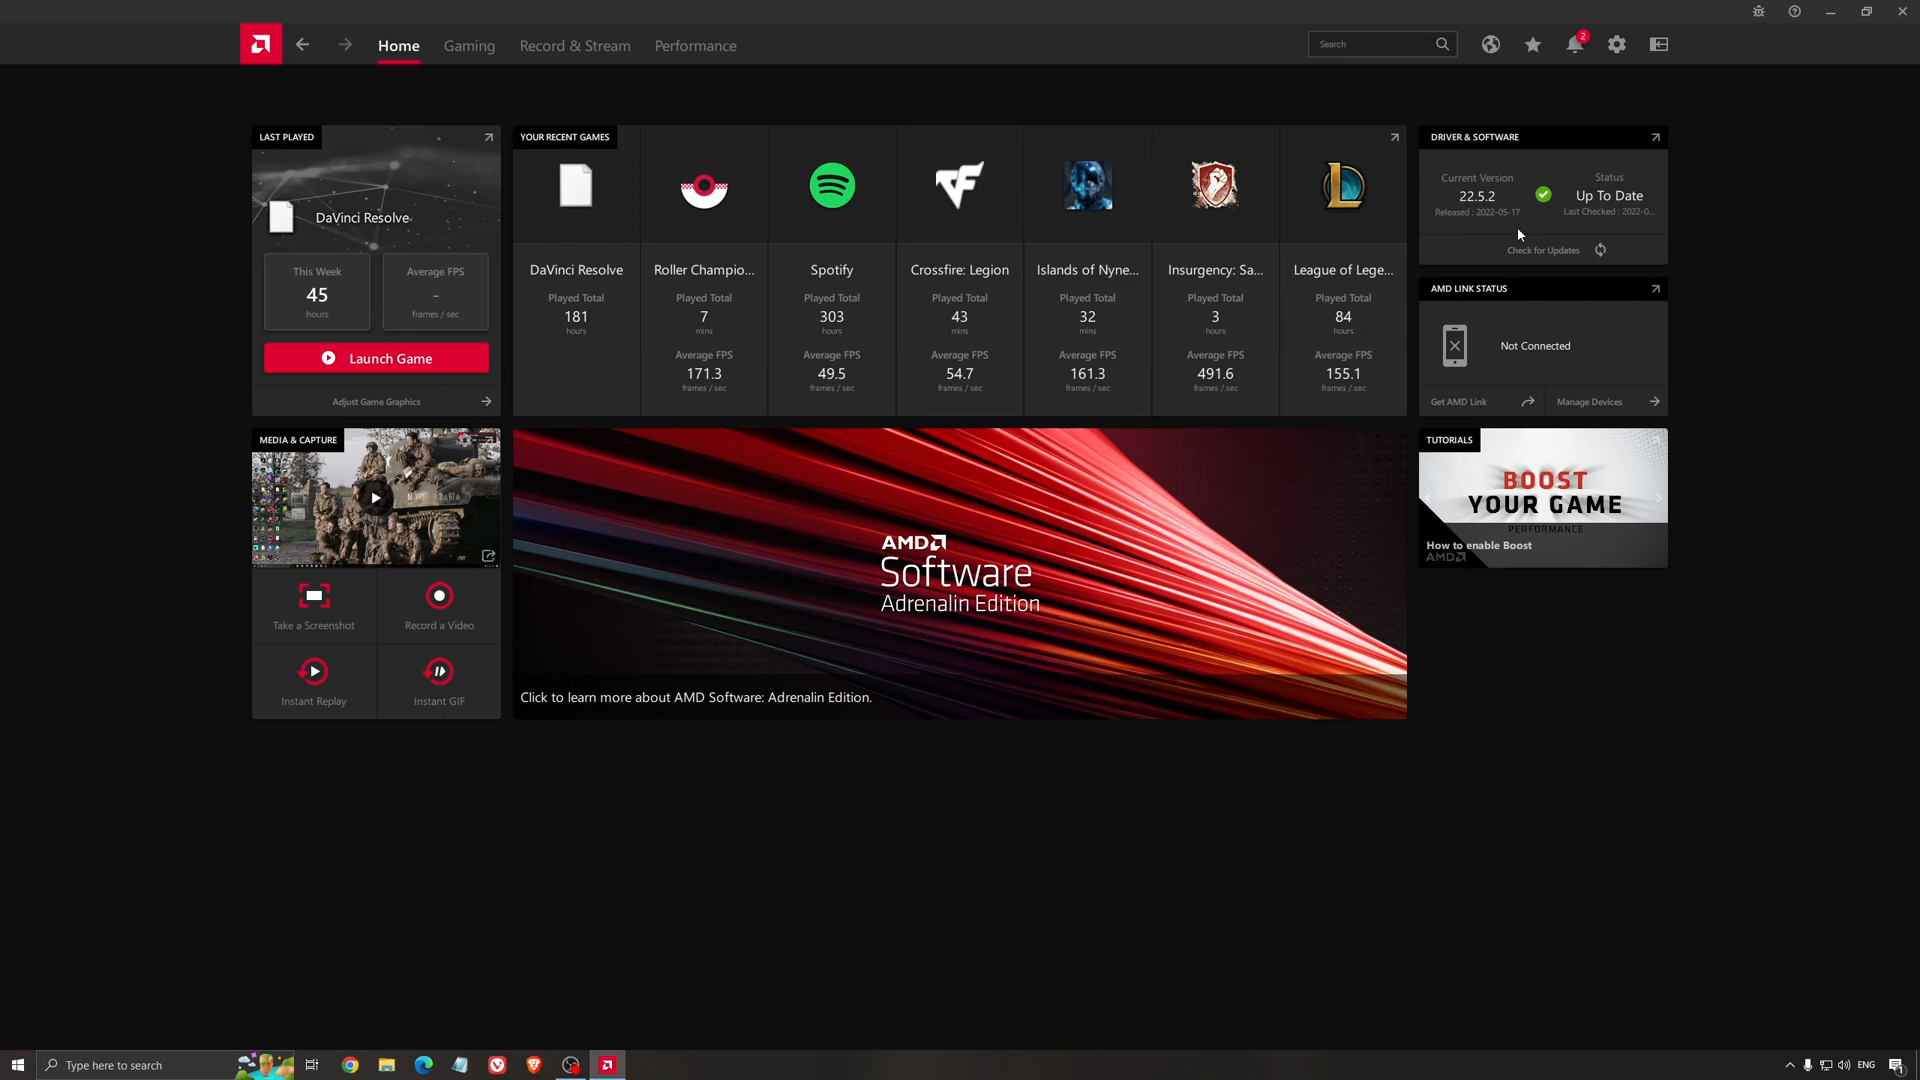 Home
Gaming
Record & Stream
Performance
Search
2
LAST PLAYED
DaVinci Resolve
This Week
45
hours
Average FPS
–
frames / sec
Launch Game
Adjust Game Graphics
YOUR RECENT GAMES
DaVinci Resolve
Played Total
181
hours
Roller Champio...
Played Total
7
mins
Average FPS
171.3
frames / sec
Spotify
Played Total
303
hours
Average FPS
49.5
frames / sec
Crossfire: Legion
Played Total
43
mins
Average FPS
54.7
frames / sec
Islands of Nyne...
Played Total
32
mins
Average FPS
161.3
frames / sec
Insurgency: Sa...
Played Total
3
hours
Average FPS
491.6
frames / sec
League of Lege...
Played Total
84
hours
Average FPS
155.1
frames / sec
DRIVER & SOFTWARE
Current Version
22.5.2
Released : 2022-05-17
Status
Up To Date
Last Checked : 2022-0...
Check for Updates
AMD LINK STATUS
Not Connected
Get AMD Link
Manage Devices
MEDIA & CAPTURE
Take a Screenshot
Record a Video
Instant Replay
Instant GIF
AMD
Software
Adrenalin Edition
Click to learn more about AMD Software: Adrenalin Edition.
TUTORIALS
BOOST
YOUR GAME
PERFORMANCE
How to enable Boost
AMD
Type here to search
ENG
1